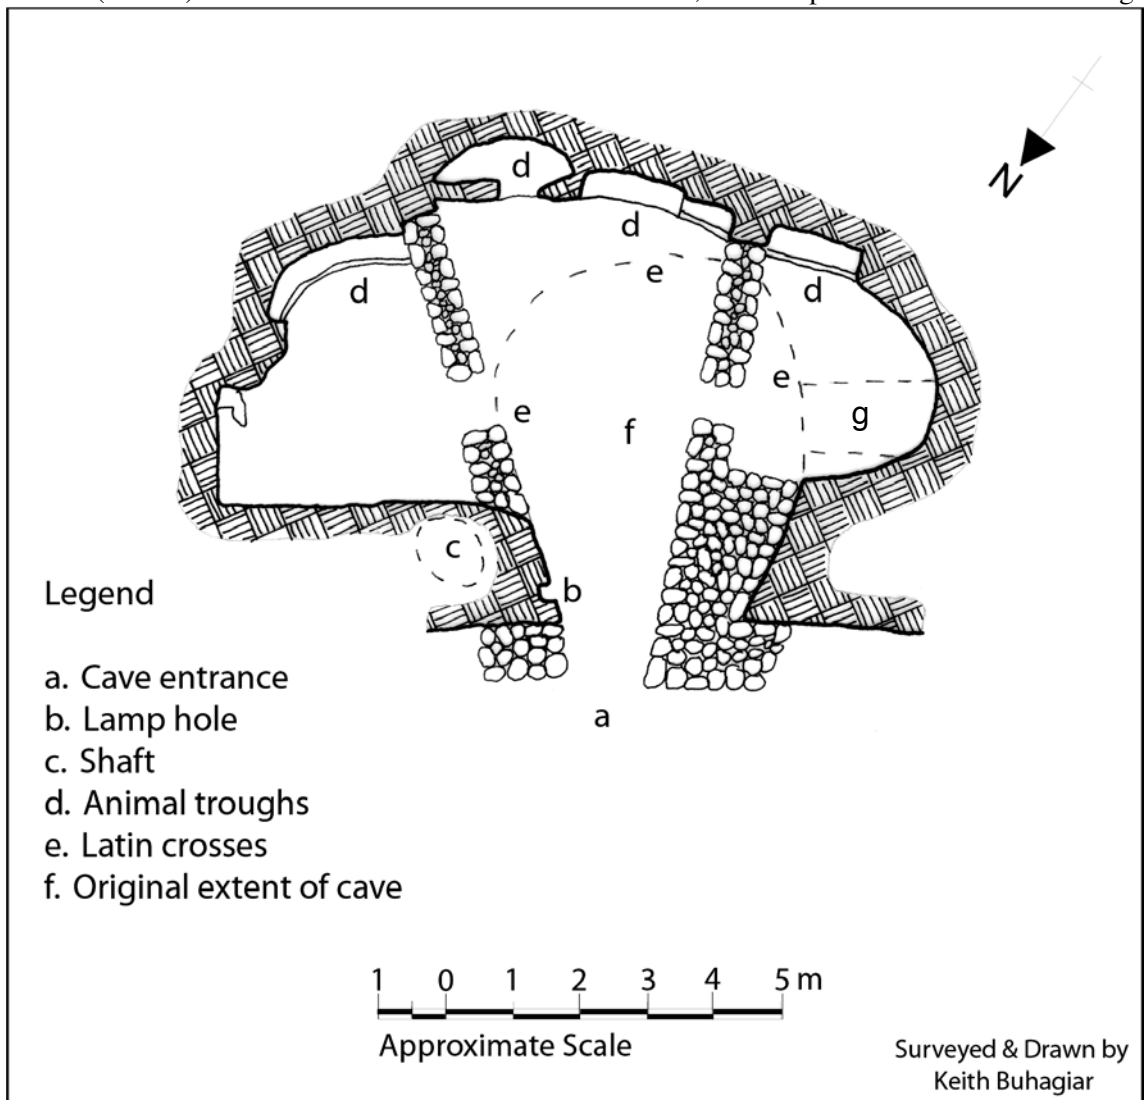 d
d
e
d
d
e
e
g
f
c
b
a
N
Legend
a. Cave entrance
b. Lamp hole
c. Shaft
d. Animal troughs
e. Latin crosses
f. Original extent of cave
1 0 1 2 3 4 5 m
Approximate Scale
Surveyed & Drawn by
Keith Buhagiar